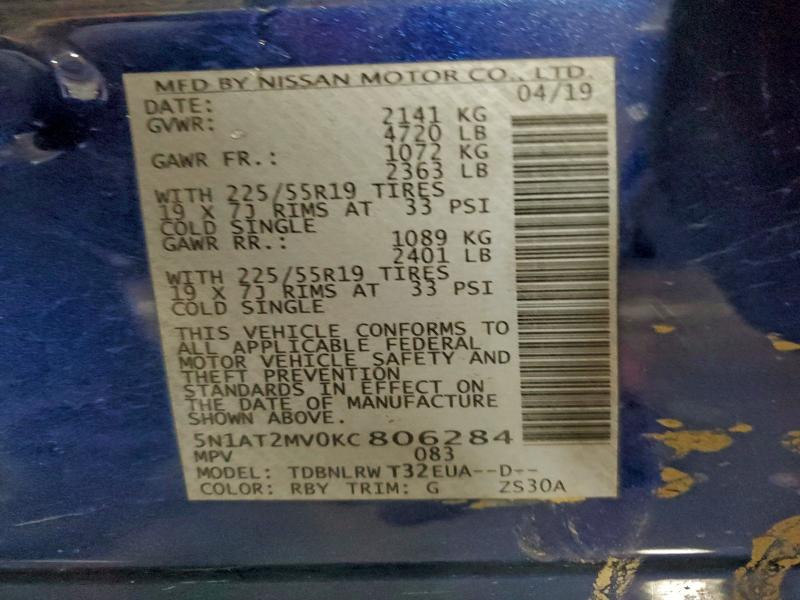 MFD BY NISSAN MOTOR CO., LTD.
DATE: 04/19
GVWR: 2141 KG
4720 LB
GAWR FR.: 1072 KG
2363 LB
WITH 225/55R19 TIRES
19 X 7J RIMS AT 33 PSI
COLD SINGLE
GAWR RR.: 1089 KG
2401 LB
WITH 225/55R19 TIRES
19 X 7J RIMS AT 33 PSI
COLD SINGLE
THIS VEHICLE CONFORMS TO
ALL APPLICABLE FEDERAL
MOTOR VEHICLE SAFETY AND
THEFT PREVENTION
STANDARDS IN EFFECT ON
THE DATE OF MANUFACTURE
SHOWN ABOVE.
5N1AT2MV0KC 806284
MPV 083
MODEL: TDBNLRW T32EUA--D--
COLOR: RBY TRIM: G ZS30A